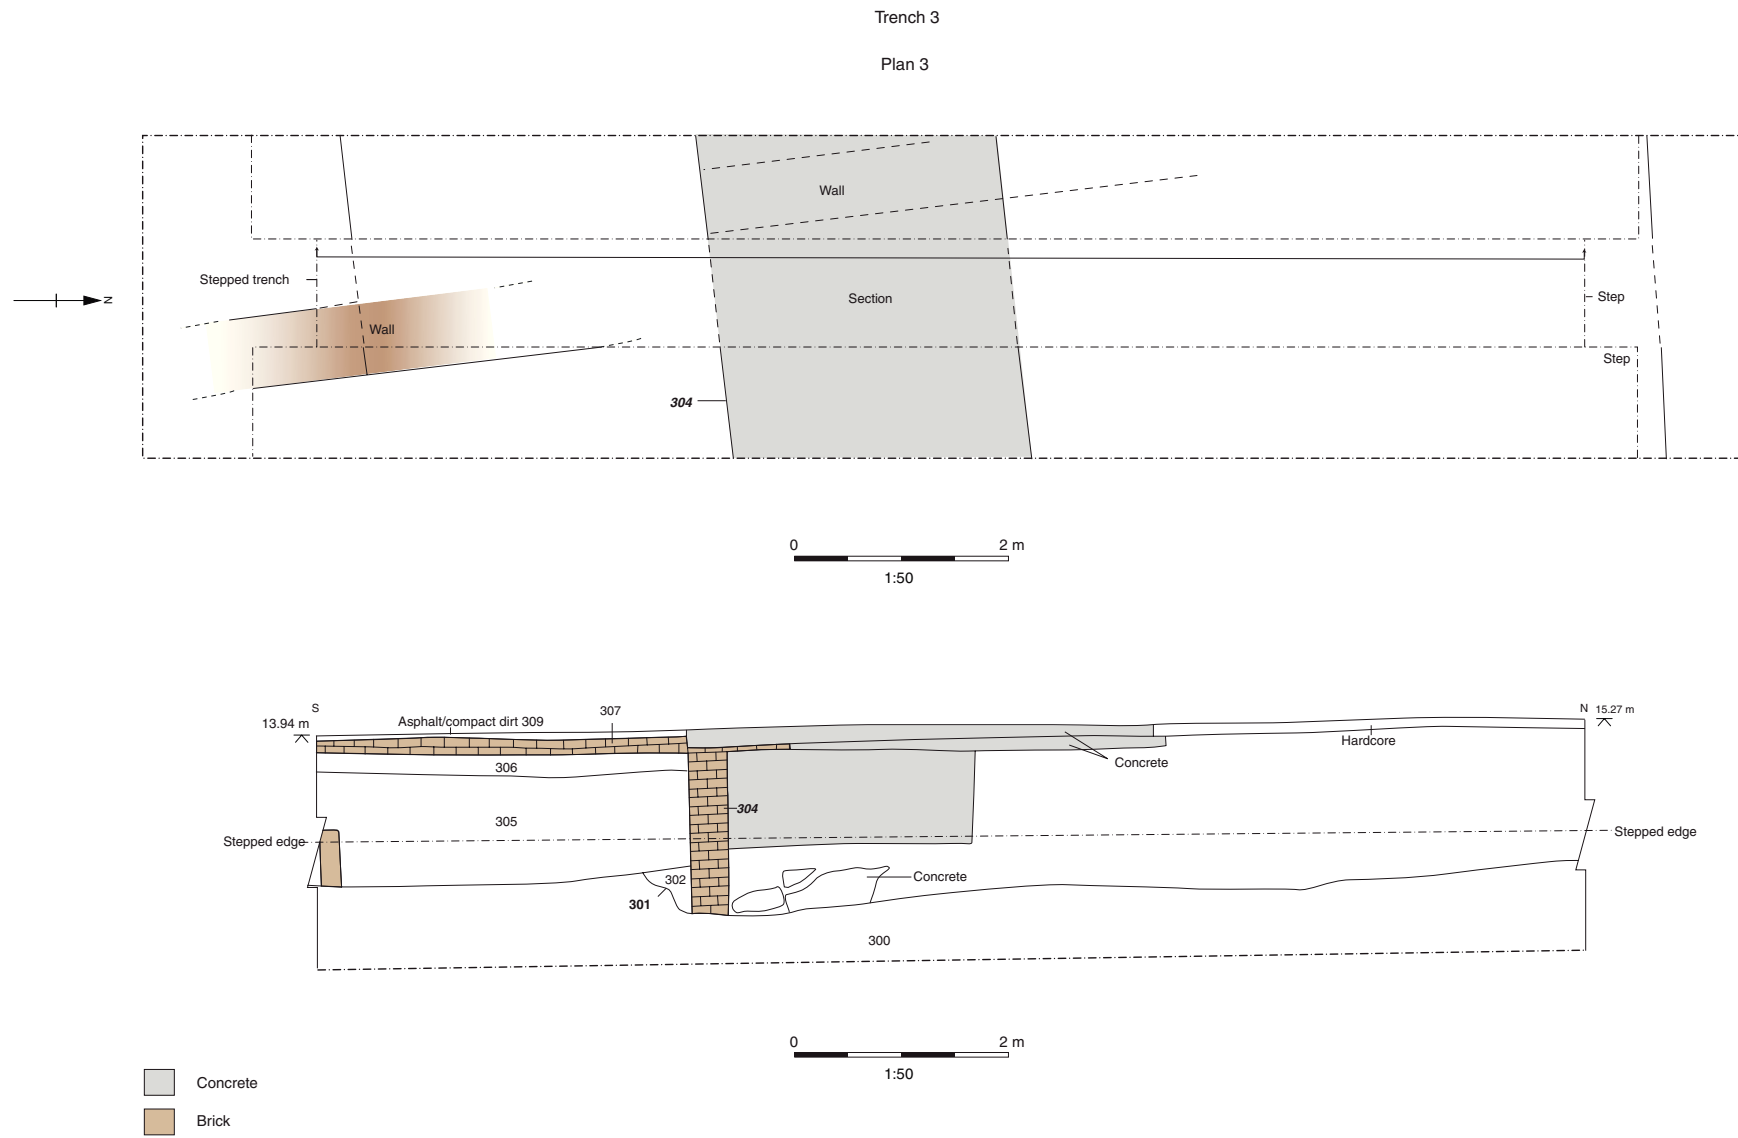 Trench 3
Plan 3
Wall
Stepped trench
Section
Step
N
Wall
Step
304
0 2 m
1:50
S
307
N 15.27 m
13.94 m
Asphalt/compact dirt 309
Hardcore
306
Concrete
304
305
Stepped edge
Stepped edge
302
Concrete
301
300
0 2 m
1:50
Concrete
Brick